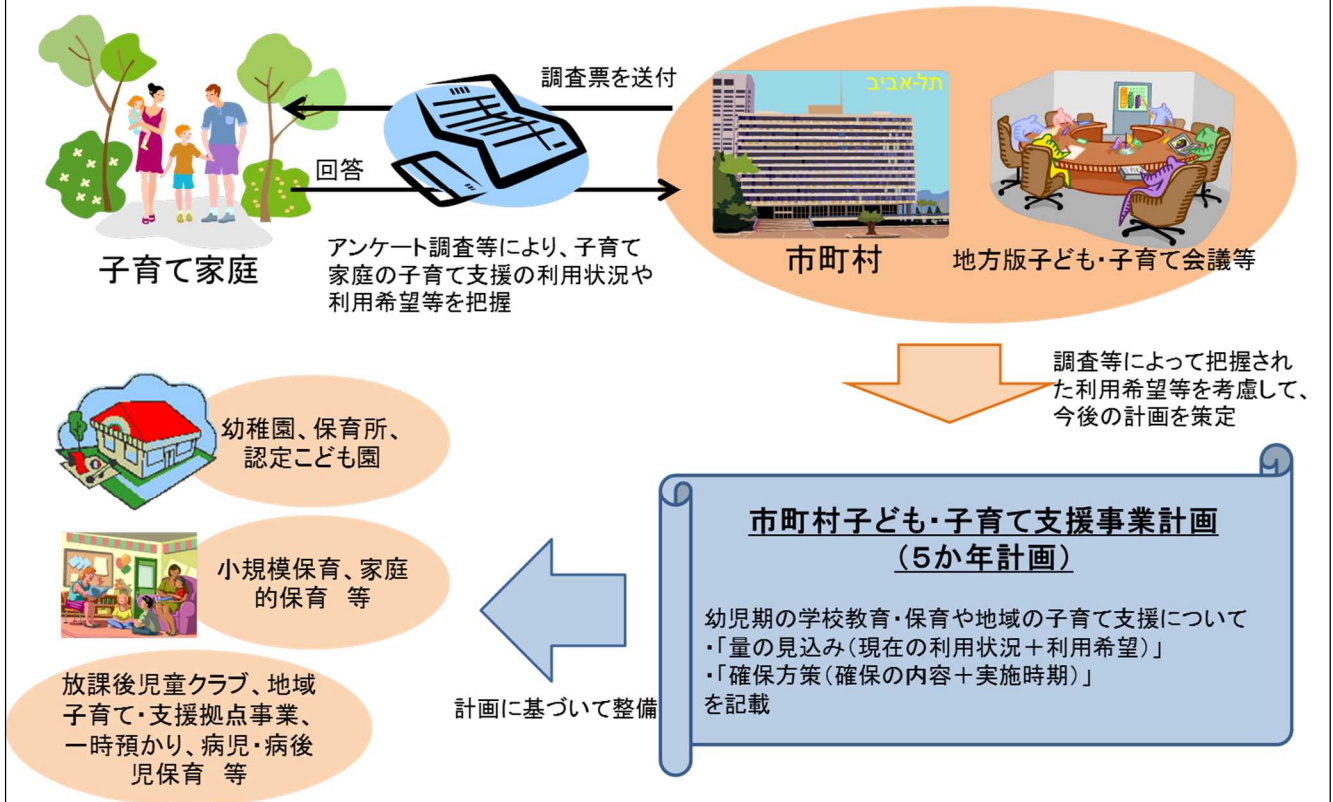 調査票を送付
תל-אביב
回答
子育て家庭
アンケート調査等により、子育て
家庭の子育て支援の利用状況や
利用希望等を把握
市町村
地方版子ども・子育て会議等
調査等によって把握され
た利用希望等を考慮して、
今後の計画を策定
市町村子ども・子育て支援事業計画
(5か年計画)
幼児期の学校教育・保育や地域の子育て支援について
・「量の見込み(現在の利用状況+利用希望)」
・「確保方策(確保の内容+実施時期)」
を記載
計画に基づいて整備
幼稚園、保育所、
認定こども園
小規模保育、家庭
的保育 等
放課後児童クラブ、地域
子育て・支援拠点事業、
一時預かり、病児・病後
児保育 等